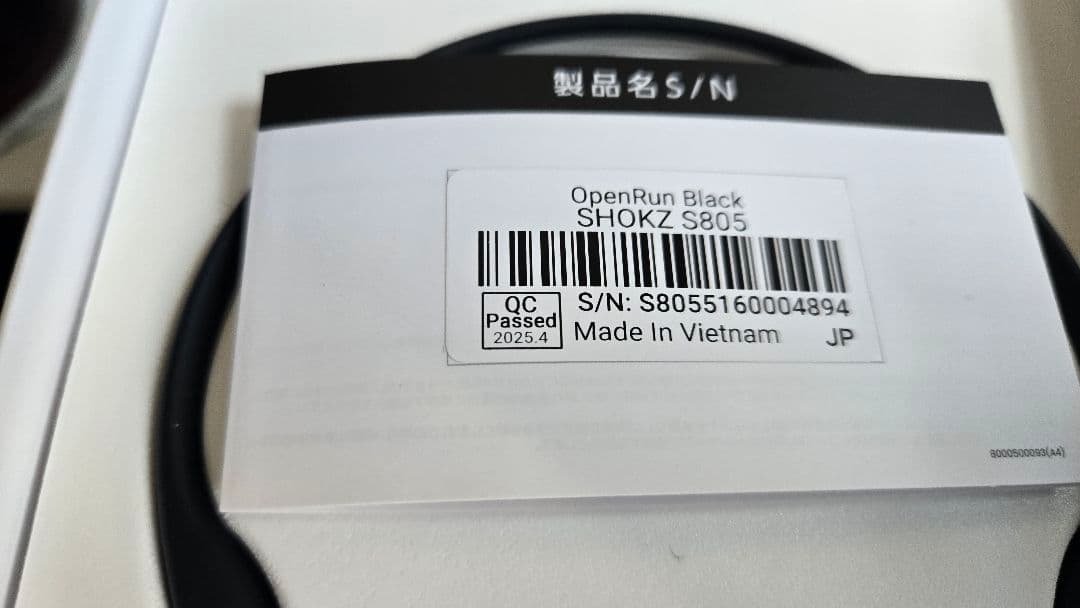 製品名S/N
OpenRun Black
SHOKZ S805
S/N: S8055160004894
QC
Passed
2025.4
Made In Vietnam
JP
8000500093(A4)